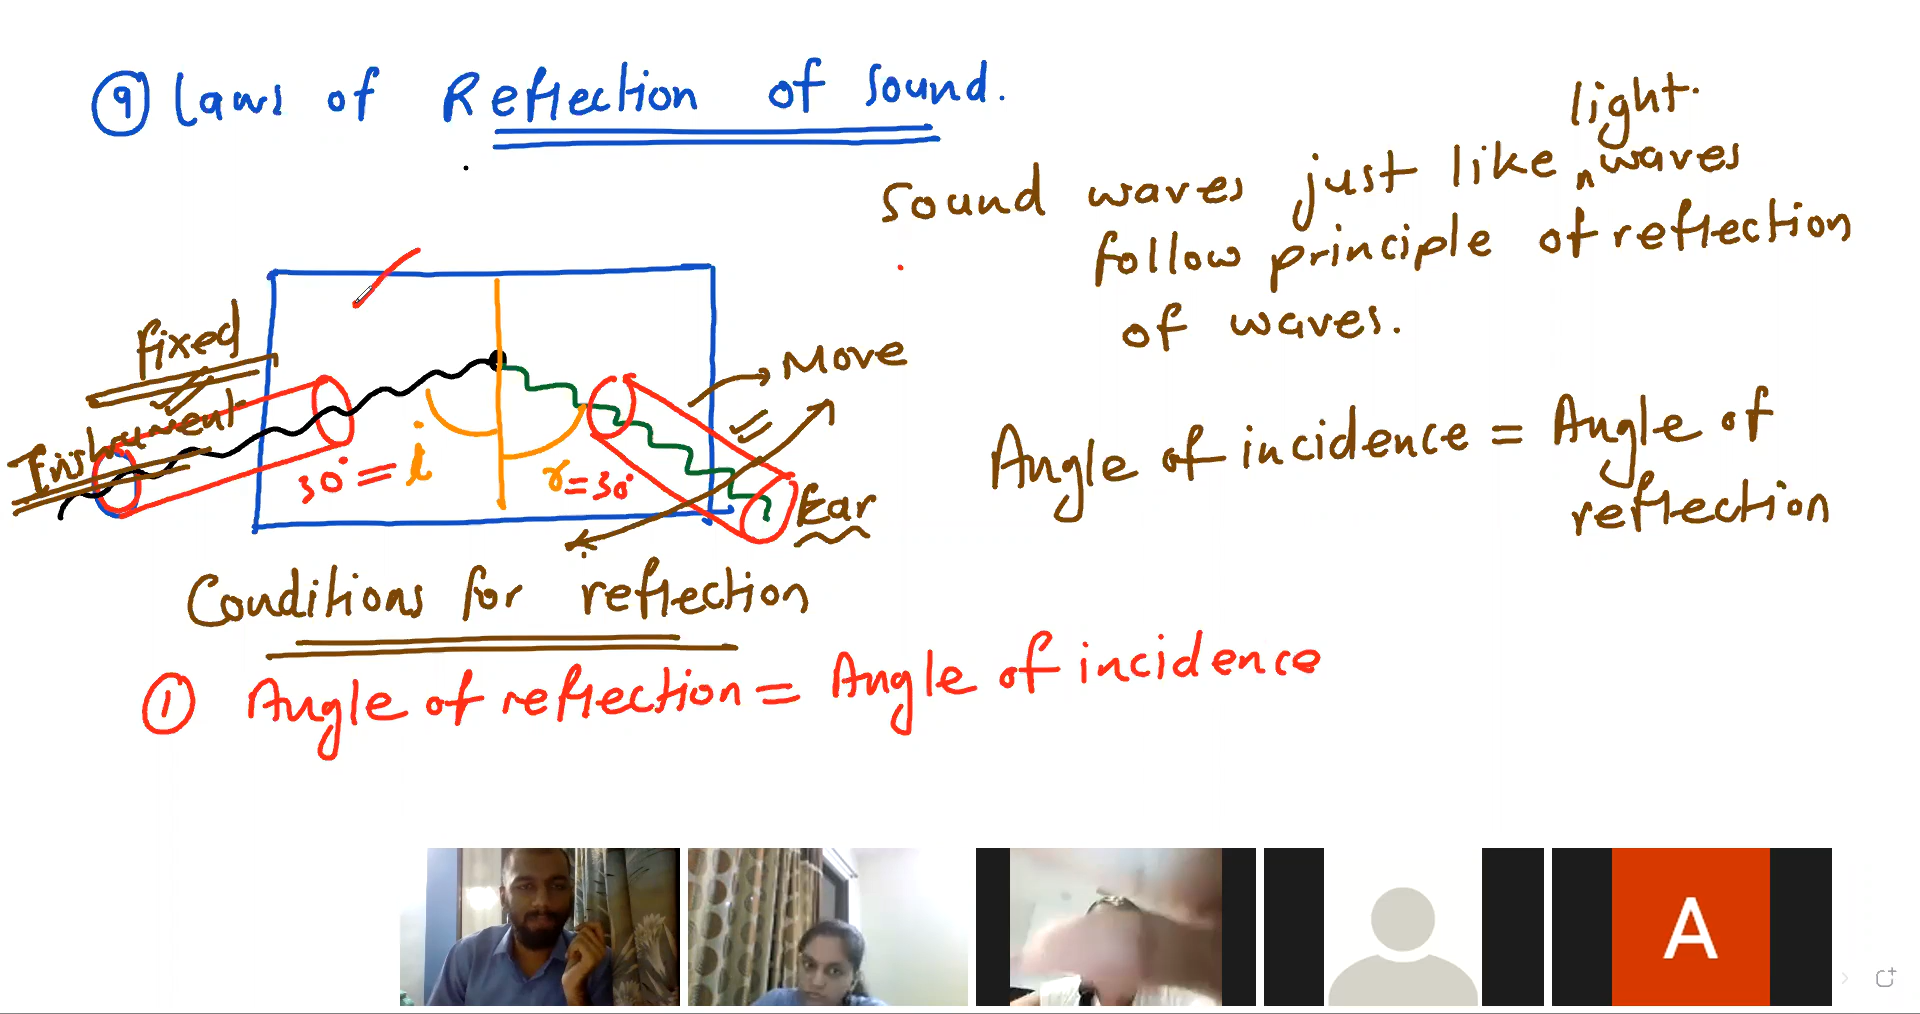 9 Laws of Reflection of sound.
light.
Sound waves just like ^ waves
follow principle of reflection
of waves.
fixed
Instrument
Move
30° = i
r = 30°
Ear
Angle of incidence = Angle of
reflection
Conditions for reflection
1 Angle of reflection = Angle of incidence
A